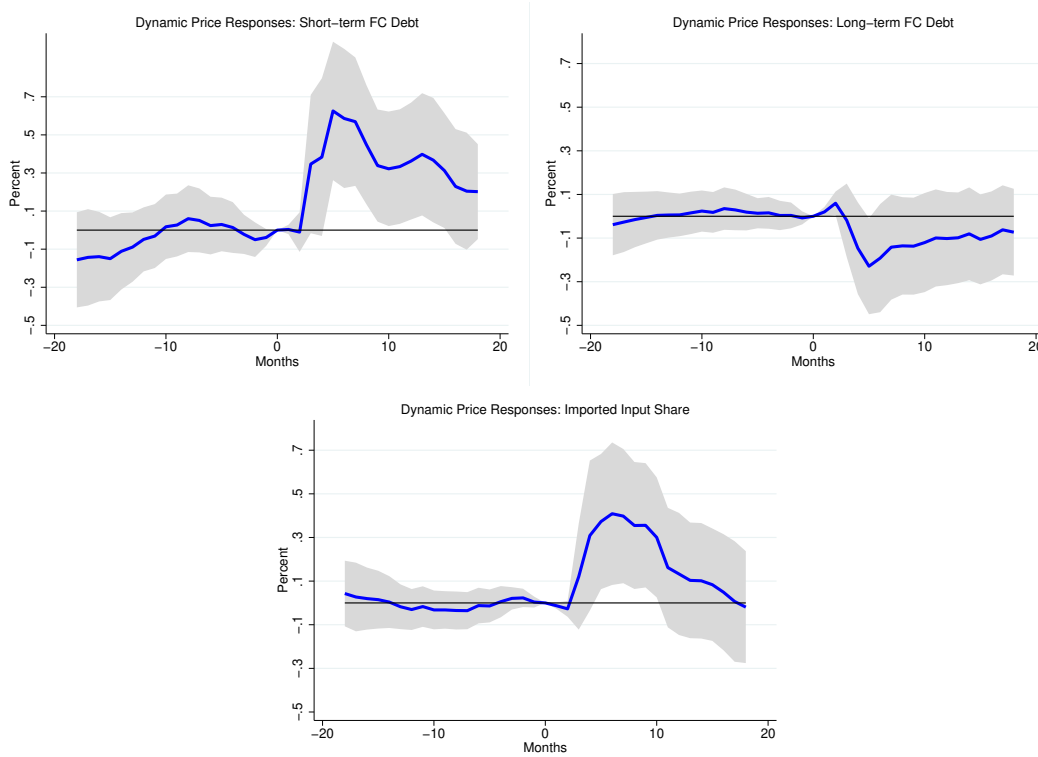 Dynamic Price Responses: Short−term FC Debt
Percent
.7
.5
.3
.1
−.1
−.3
−.5
−20 −10 0 10 20
Months
Dynamic Price Responses: Long−term FC Debt
Percent
.7
.5
.3
.1
−.1
−.3
−.5
−20 −10 0 10 20
Months
Dynamic Price Responses: Imported Input Share
Percent
.7
.5
.3
.1
−.1
−.3
−.5
−20 −10 0 10 20
Months